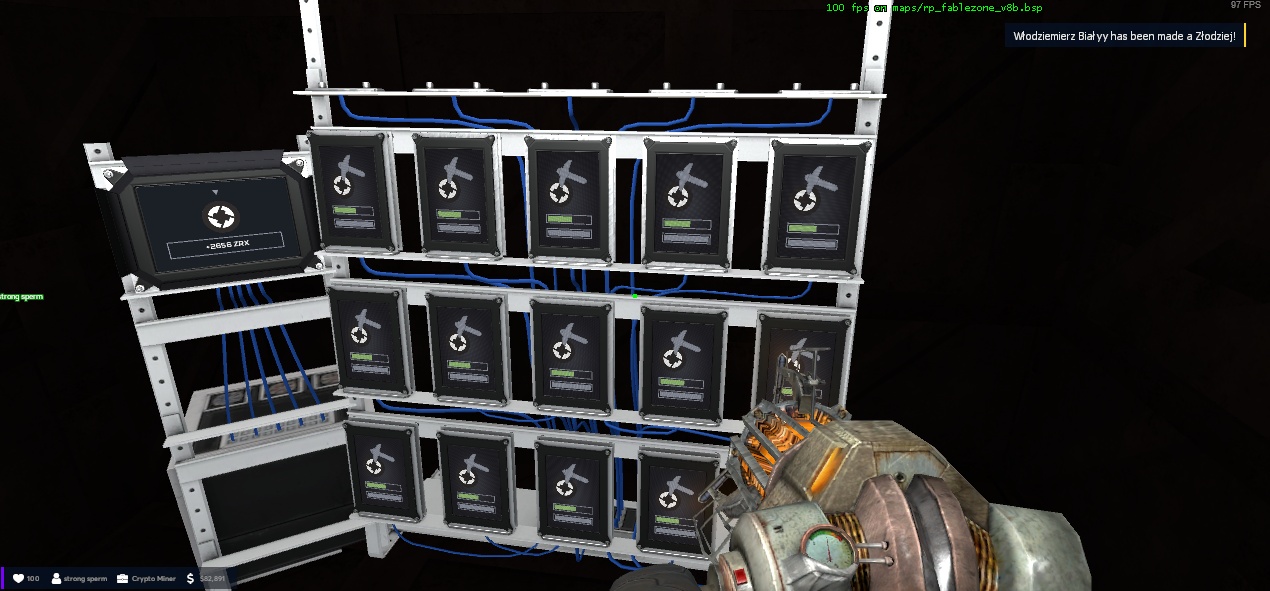 100 fps on maps/rp_fablezone_v8b.bsp
97 FPS
Włodziemierz Białyy has been made a Złodziej!
+2656 ZRX
strong sperm
100
strong sperm
Crypto Miner
$
582,891